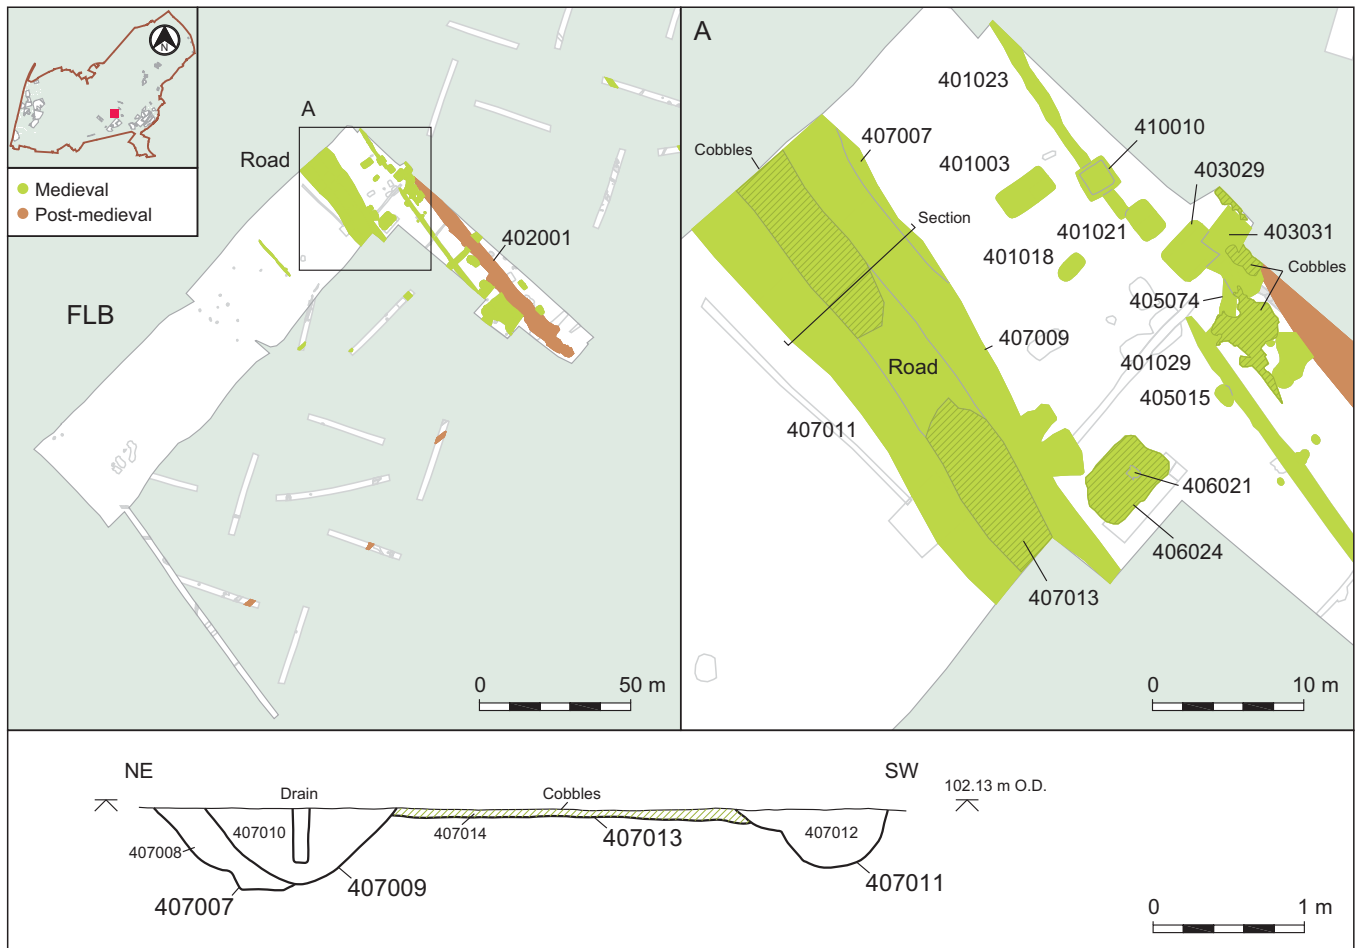 N
Medieval
Post-medieval
A
Road
402001
FLB
0
50 m
A
401023
410010
407007
Cobbles
401003
403029
Section
401021
403031
401018
Cobbles
405074
407009
401029
Road
405015
407011
406021
406024
407013
0
10 m
NE
SW
102.13 m O.D.
Drain
Cobbles
407010
407014
407013
407012
407008
407009
407011
407007
0
1 m